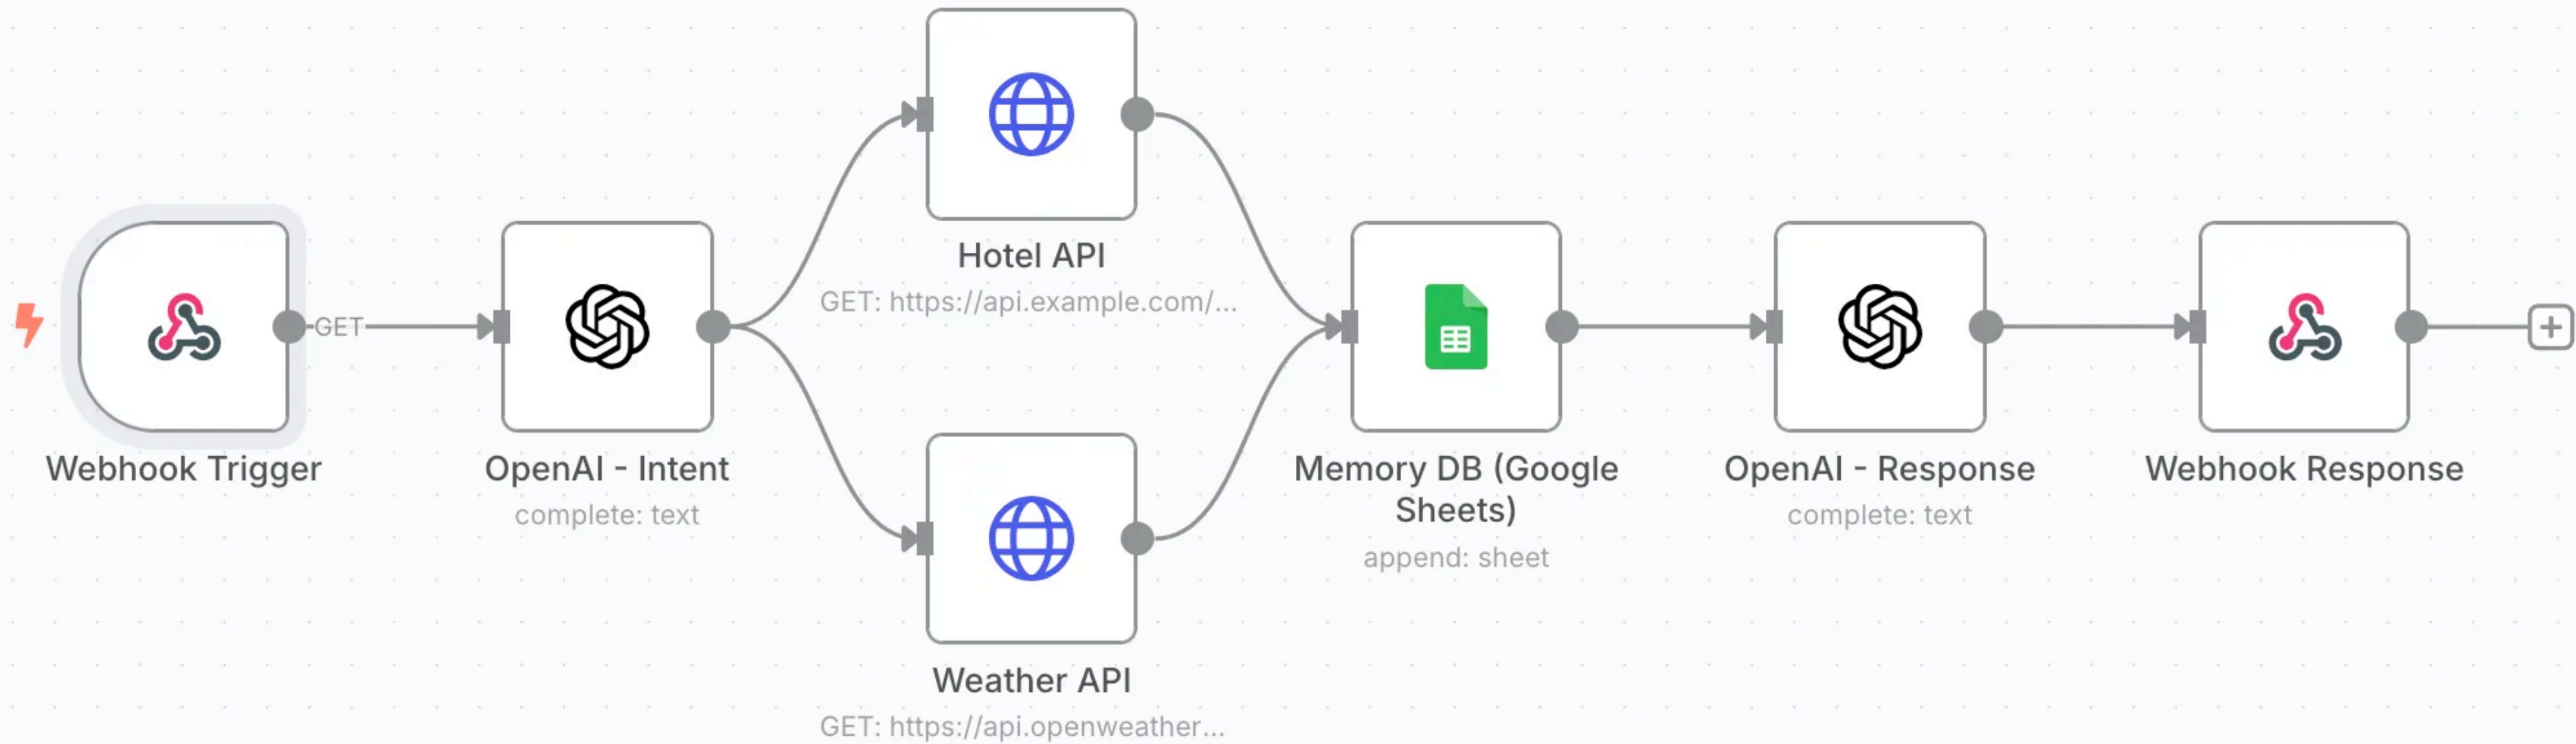 GET
Webhook Trigger
OpenAI - Intent
complete: text
Hotel API
GET: https://api.example.com/...
Weather API
GET: https://api.openweather...
Memory DB (Google
Sheets)
append: sheet
OpenAI - Response
complete: text
Webhook Response